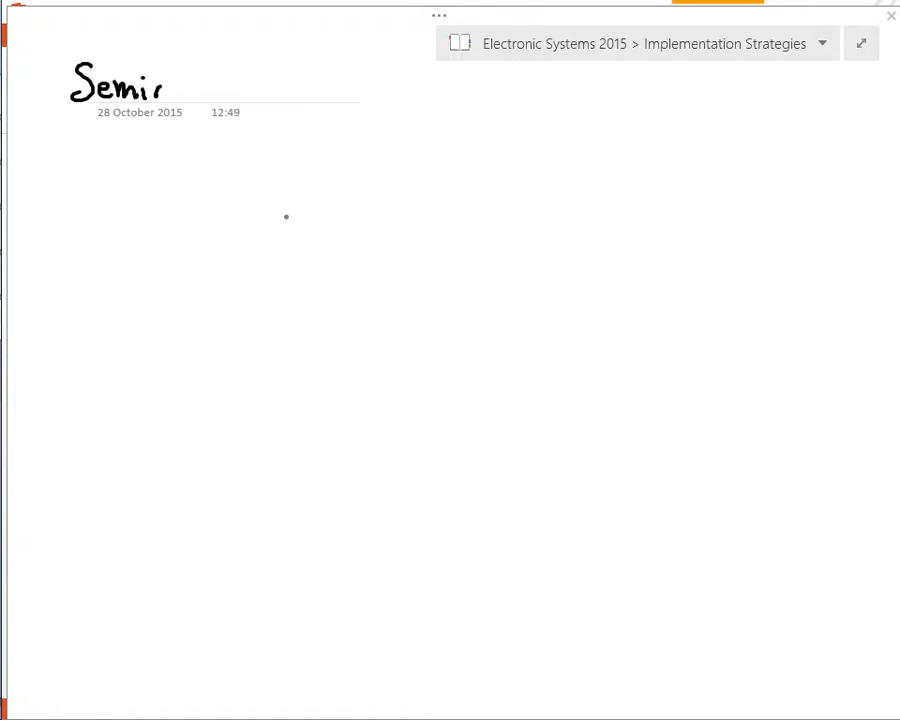 Electronic Systems 2015 > Implementation Strategies
Semi
28 October 2015 12:49